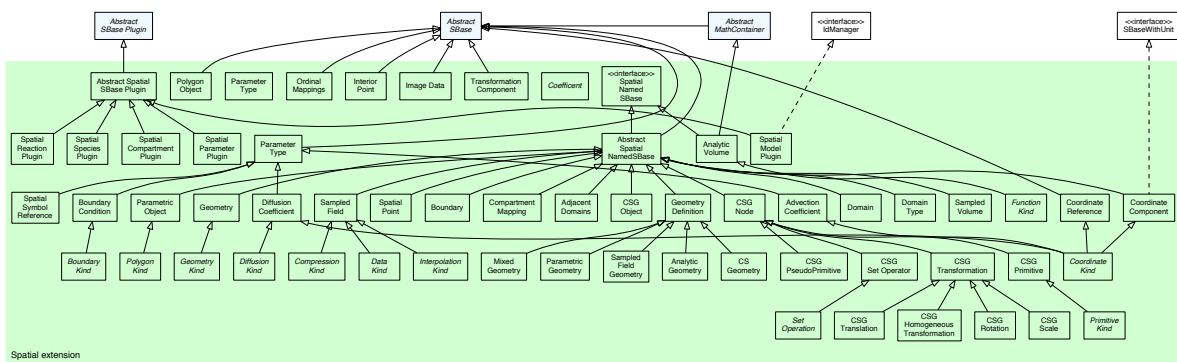 Abstract
SBase Plugin
Abstract
SBase
Abstract
MathContainer
<<interface>>
IdManager
<<interface>>
SBaseWithUnit
Abstract Spatial
SBase Plugin
Polygon
Object
Parameter
Type
Ordinal
Mappings
Interior
Point
Image Data
Transformation
Component
Coefficent
<<interface>>
Spatial
Named
SBase
Spatial
Reaction
Plugin
Spatial
Species
Plugin
Spatial
Compartment
Plugin
Spatial
Parameter
Plugin
Parameter
Type
Abstract
Spatial
NamedSBase
Analytic
Volume
Spatial
Model
Plugin
Spatial
Symbol
Reference
Boundary
Condition
Parametric
Object
Geometry
Diffusion
Coefficient
Sampled
Field
Spatial
Point
Boundary
Compartment
Mapping
Adjacent
Domains
CSG
Object
Geometry
Definition
CSG
Node
Advection
Coefficient
Domain
Domain
Type
Sampled
Volume
Function
Kind
Coordinate
Reference
Coordinate
Component
Boundary
Kind
Polygon
Kind
Geometry
Kind
Diffusion
Kind
Compression
Kind
Data
Kind
Interpolation
Kind
Mixed
Geometry
Parametric
Geometry
Sampled
Field
Geometry
Analytic
Geometry
CS
Geometry
CSG
PseudoPrimitive
CSG
Set Operator
CSG
Transformation
CSG
Primitive
Coordinate
Kind
Set
Operation
CSG
Translation
CSG
Homogeneous
Transformation
CSG
Rotation
CSG
Scale
Primitive
Kind
Spatial extension